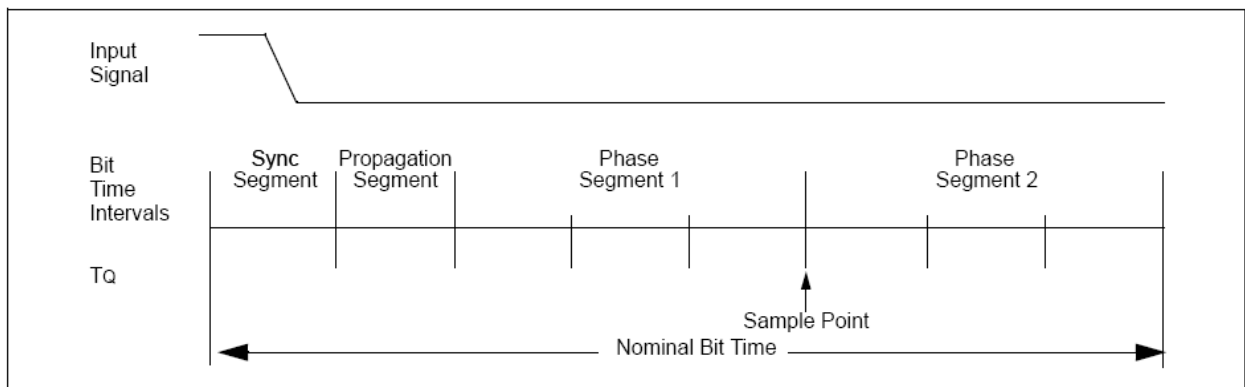 Input
Signal
Bit
Time
Intervals
Sync
Segment
Propagation
Segment
Phase
Segment 1
Phase
Segment 2
TQ
Sample Point
Nominal Bit Time